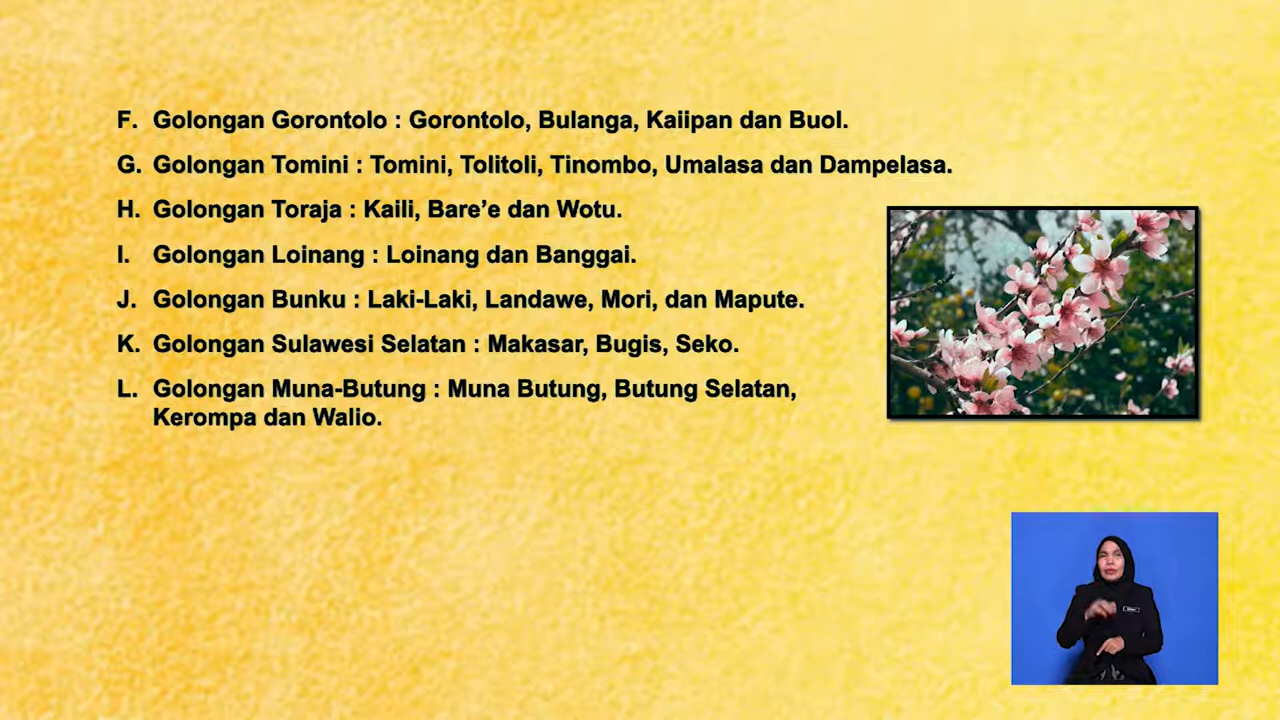 F. Golongan Gorontolo : Gorontolo, Bulanga, Kaiipan dan Buol.
G. Golongan Tomini : Tomini, Tolitoli, Tinombo, Umalasa dan Dampelasa.
H. Golongan Toraja : Kaili, Bare’e dan Wotu.
I. Golongan Loinang : Loinang dan Banggai.
J. Golongan Bunku : Laki-Laki, Landawe, Mori, dan Mapute.
K. Golongan Sulawesi Selatan : Makasar, Bugis, Seko.
L. Golongan Muna-Butung : Muna Butung, Butung Selatan,
Kerompa dan Walio.